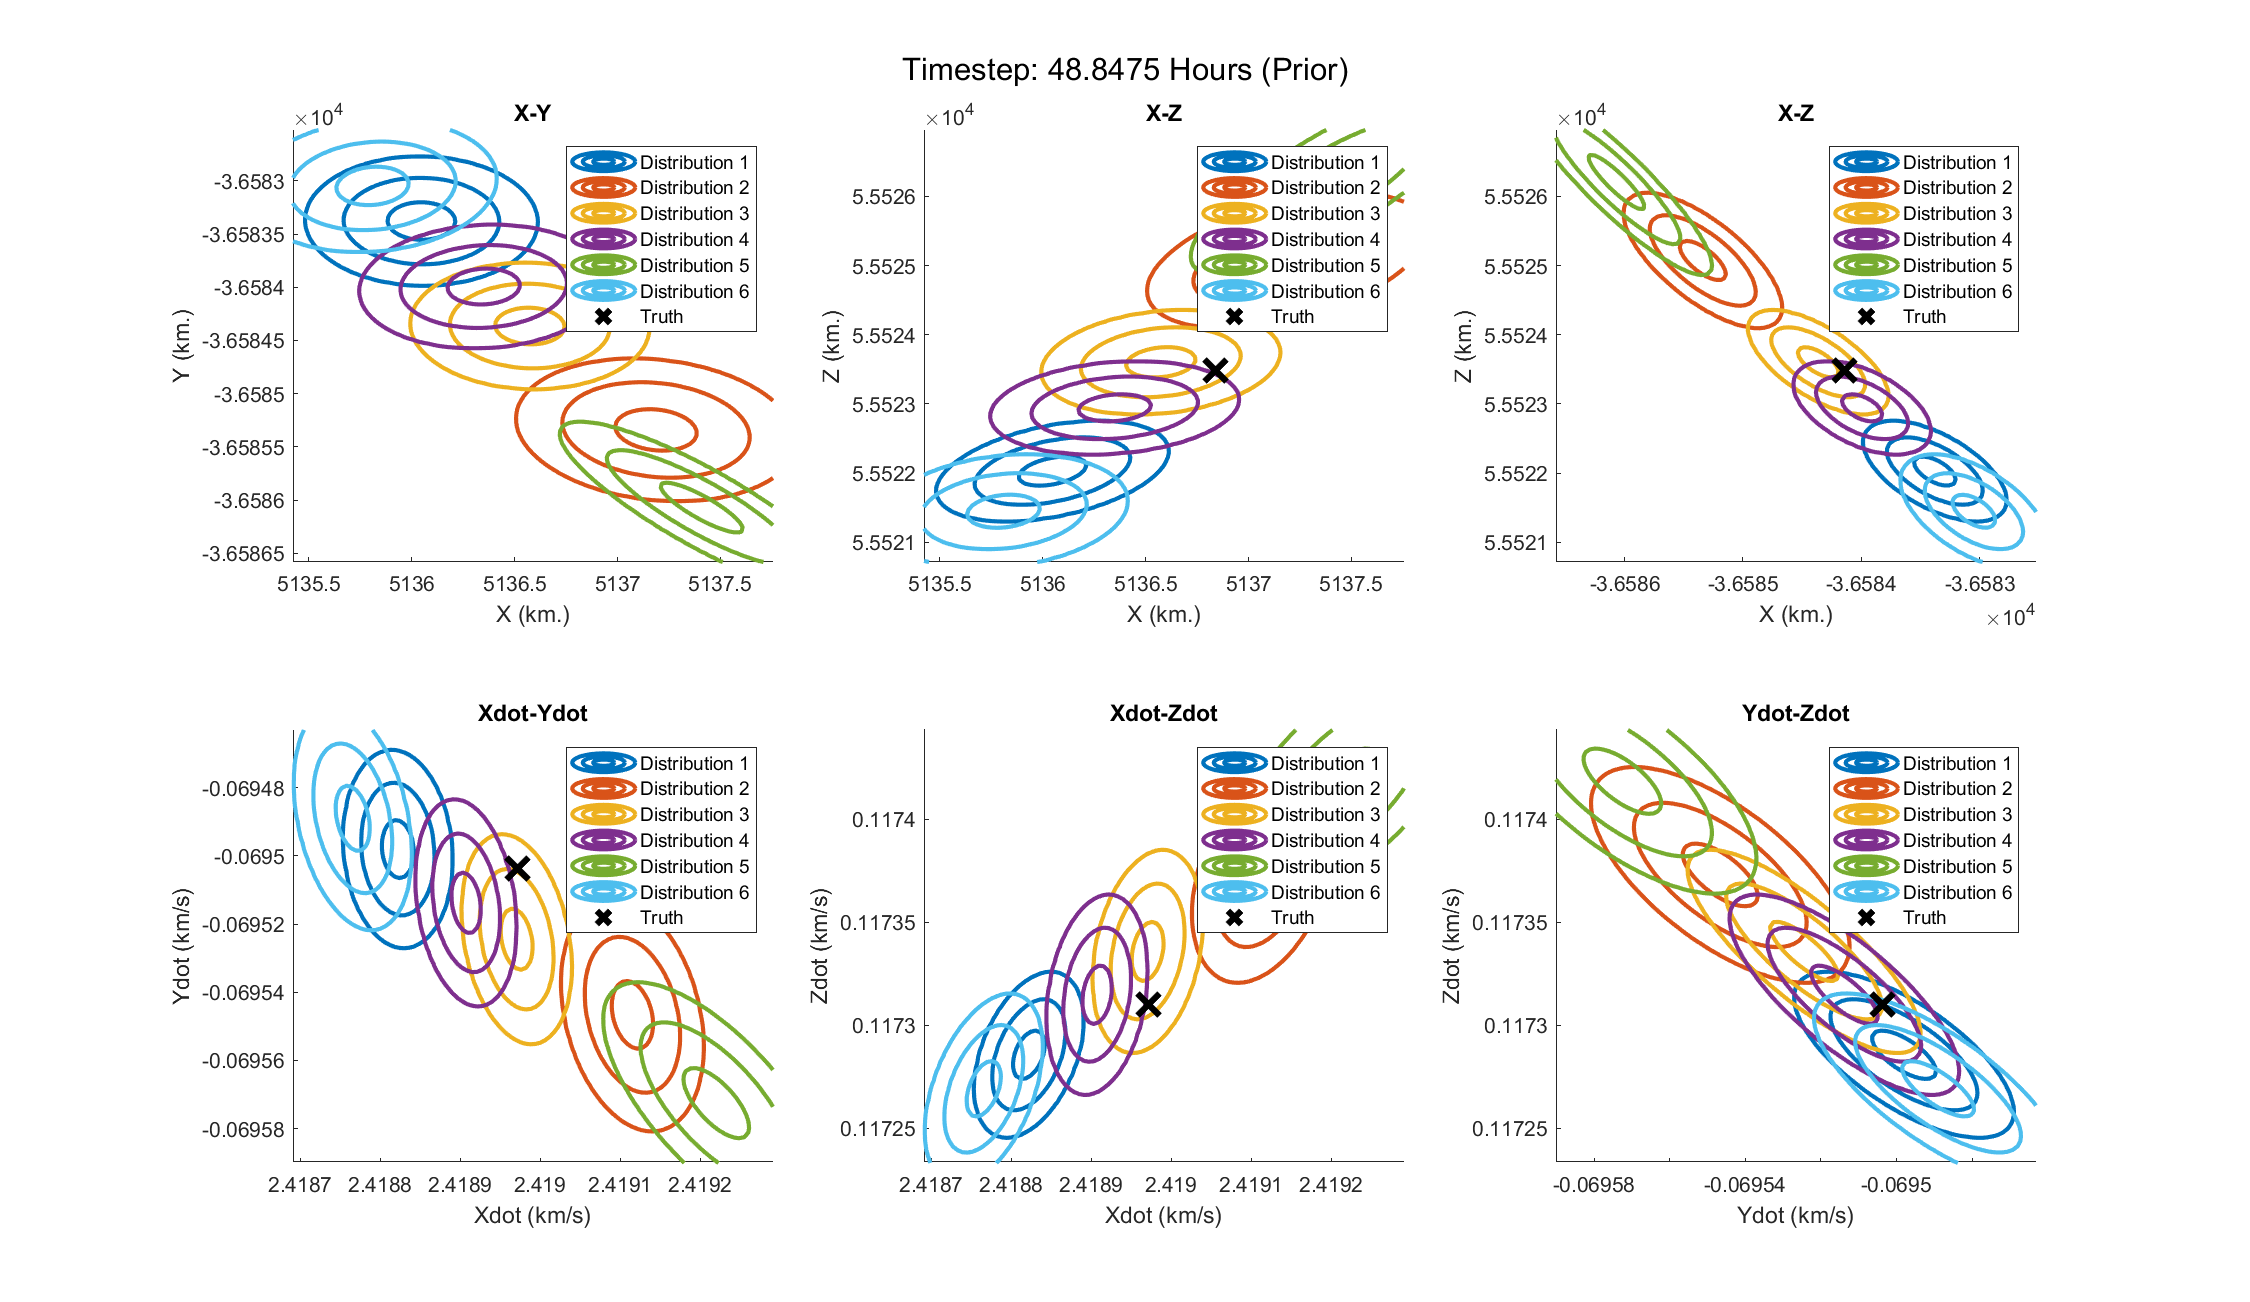 Timestep: 48.8475 Hours (Prior)
X-Y
×10^4
-3.6583
-3.65835
-3.6584
-3.65845
-3.6585
-3.65855
-3.6586
-3.65865
Y (km.)
5135.5 5136 5136.5 5137 5137.5
X (km.)
Distribution 1
Distribution 2
Distribution 3
Distribution 4
Distribution 5
Distribution 6
Truth
X-Z
×10^4
5.5526
5.5525
5.5524
5.5523
5.5522
5.5521
Z (km.)
5135.5 5136 5136.5 5137 5137.5
X (km.)
Distribution 1
Distribution 2
Distribution 3
Distribution 4
Distribution 5
Distribution 6
Truth
X-Z
×10^4
5.5526
5.5525
5.5524
5.5523
5.5522
5.5521
Z (km.)
-3.6586 -3.6585 -3.6584 -3.6583
X (km.)
×10^4
Distribution 1
Distribution 2
Distribution 3
Distribution 4
Distribution 5
Distribution 6
Truth
Xdot-Ydot
-0.06948
-0.0695
-0.06952
-0.06954
-0.06956
-0.06958
Ydot (km/s)
2.4187 2.4188 2.4189 2.419 2.4191 2.4192
Xdot (km/s)
Distribution 1
Distribution 2
Distribution 3
Distribution 4
Distribution 5
Distribution 6
Truth
Xdot-Zdot
0.1174
0.11735
0.1173
0.11725
Zdot (km/s)
2.4187 2.4188 2.4189 2.419 2.4191 2.4192
Xdot (km/s)
Distribution 1
Distribution 2
Distribution 3
Distribution 4
Distribution 5
Distribution 6
Truth
Ydot-Zdot
0.1174
0.11735
0.1173
0.11725
Zdot (km/s)
-0.06958 -0.06954 -0.0695
Ydot (km/s)
Distribution 1
Distribution 2
Distribution 3
Distribution 4
Distribution 5
Distribution 6
Truth